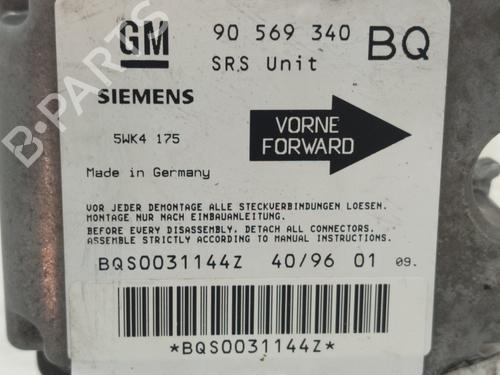 GM 90 569 340 BQ
SRS Unit
SIEMENS
5WK4 175
VORNE
FORWARD
Made in Germany
VOR JEDER DEMONTAGE ALLE STECKVERBINDUNGEN LOESEN.
MONTAGE NUR NACH EINBAUANLEITUNG.
BEFORE EVERY DISASSEMBLY, DETACH ALL CONNECTORS.
ASSEMBLE STRICTLY ACCORDING TO MANUAL INSTRUCTIONS.
BQS0031144Z 40/96 01 09.
*BQS0031144Z*
B-PARTS